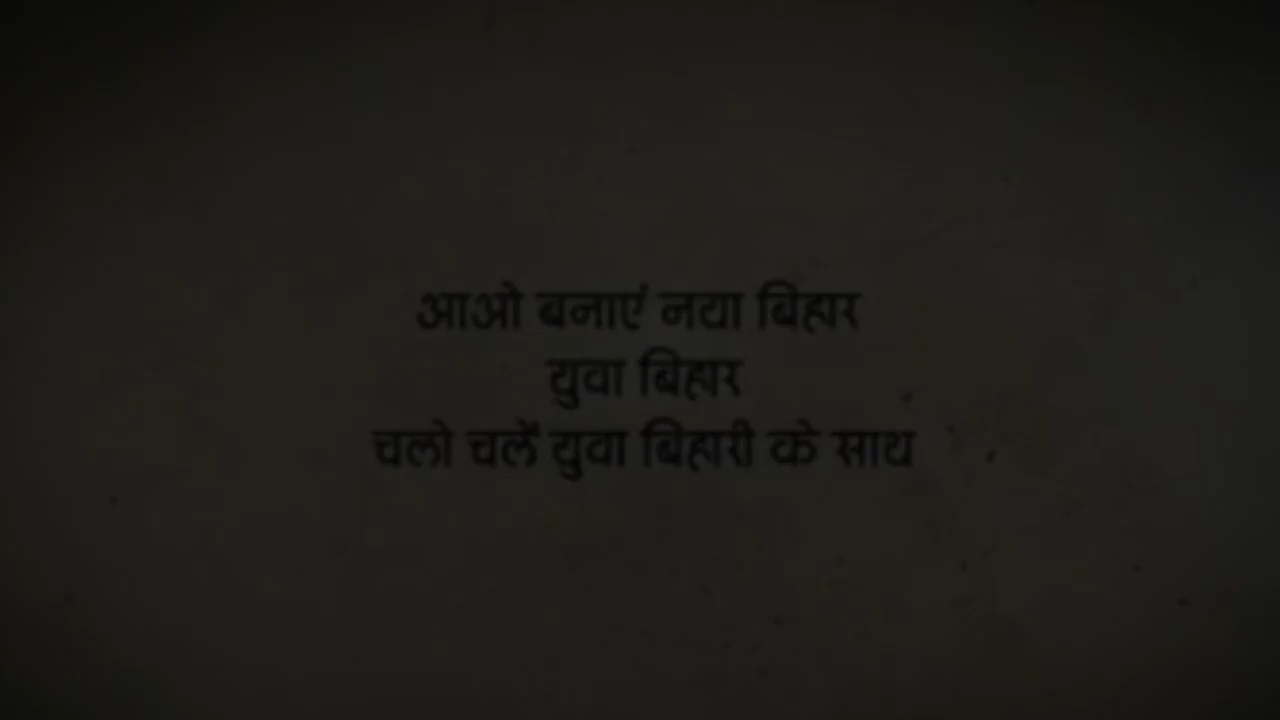 आओ बनाएं नया बिहार
युवा बिहार
चलो चलें युवा बिहारी के साथ